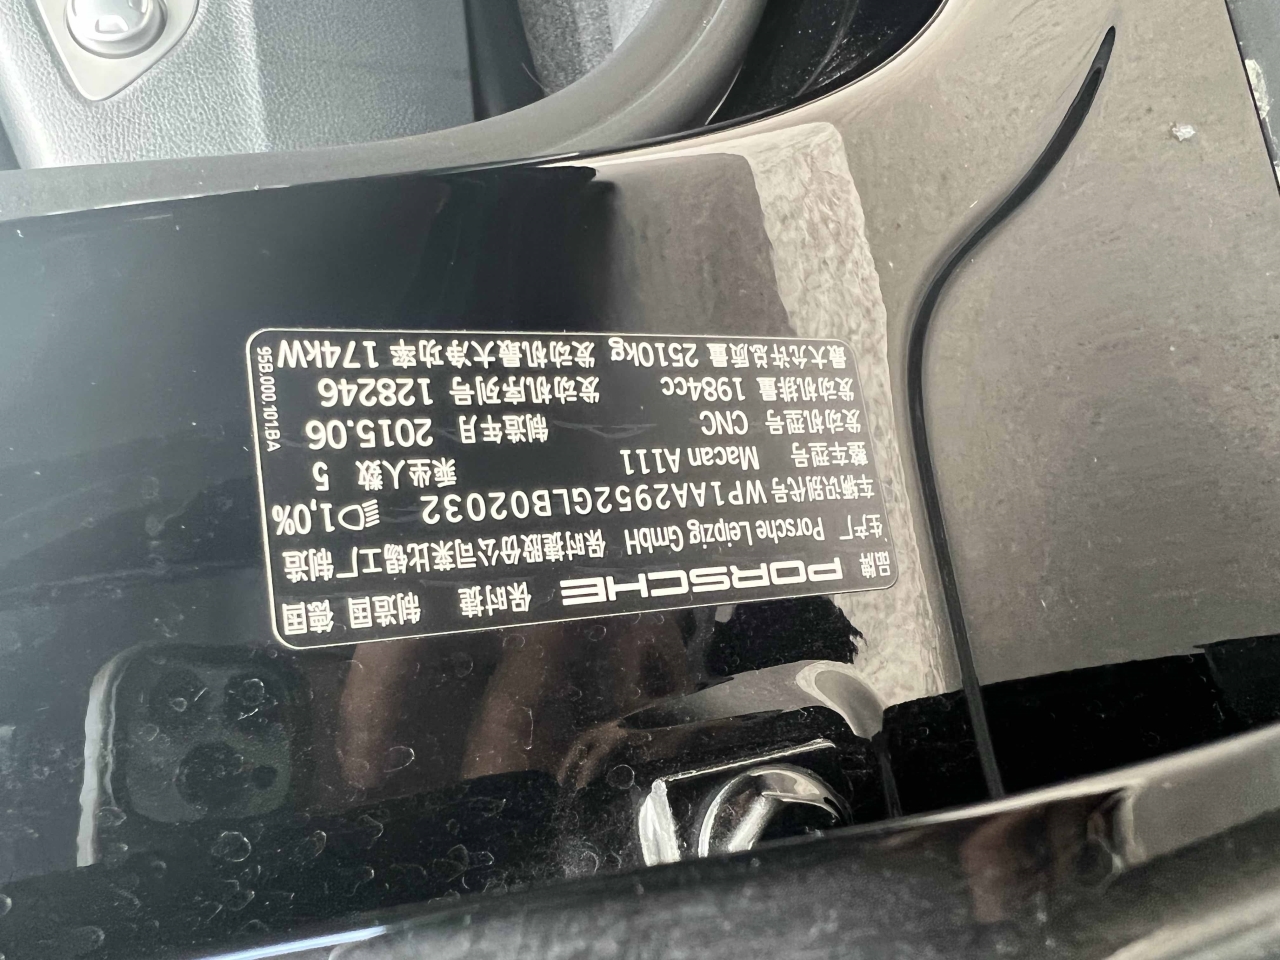 品牌 PORSCHE 保时捷 制造国 德国
生产厂 Porsche Leipzig GmbH 保时捷股份公司莱比锡工厂 制造
车辆识别代号 WP1AA2952GLB02032 1,0%
整车型号 Macan A111 乘坐人数 5
发动机型号 CNC 制造年月 2015.06
发动机排量 1984cc 发动机序列号 128246
最大允许总质量 2510kg 发动机最大净功率 174kW
95B.000.101.BA